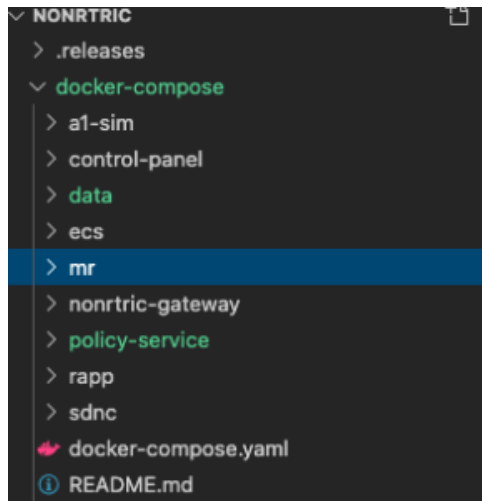 NONRTRIC
.releases
docker-compose
a1-sim
control-panel
data
ecs
mr
nonrtric-gateway
policy-service
rapp
sdnc
docker-compose.yaml
README.md